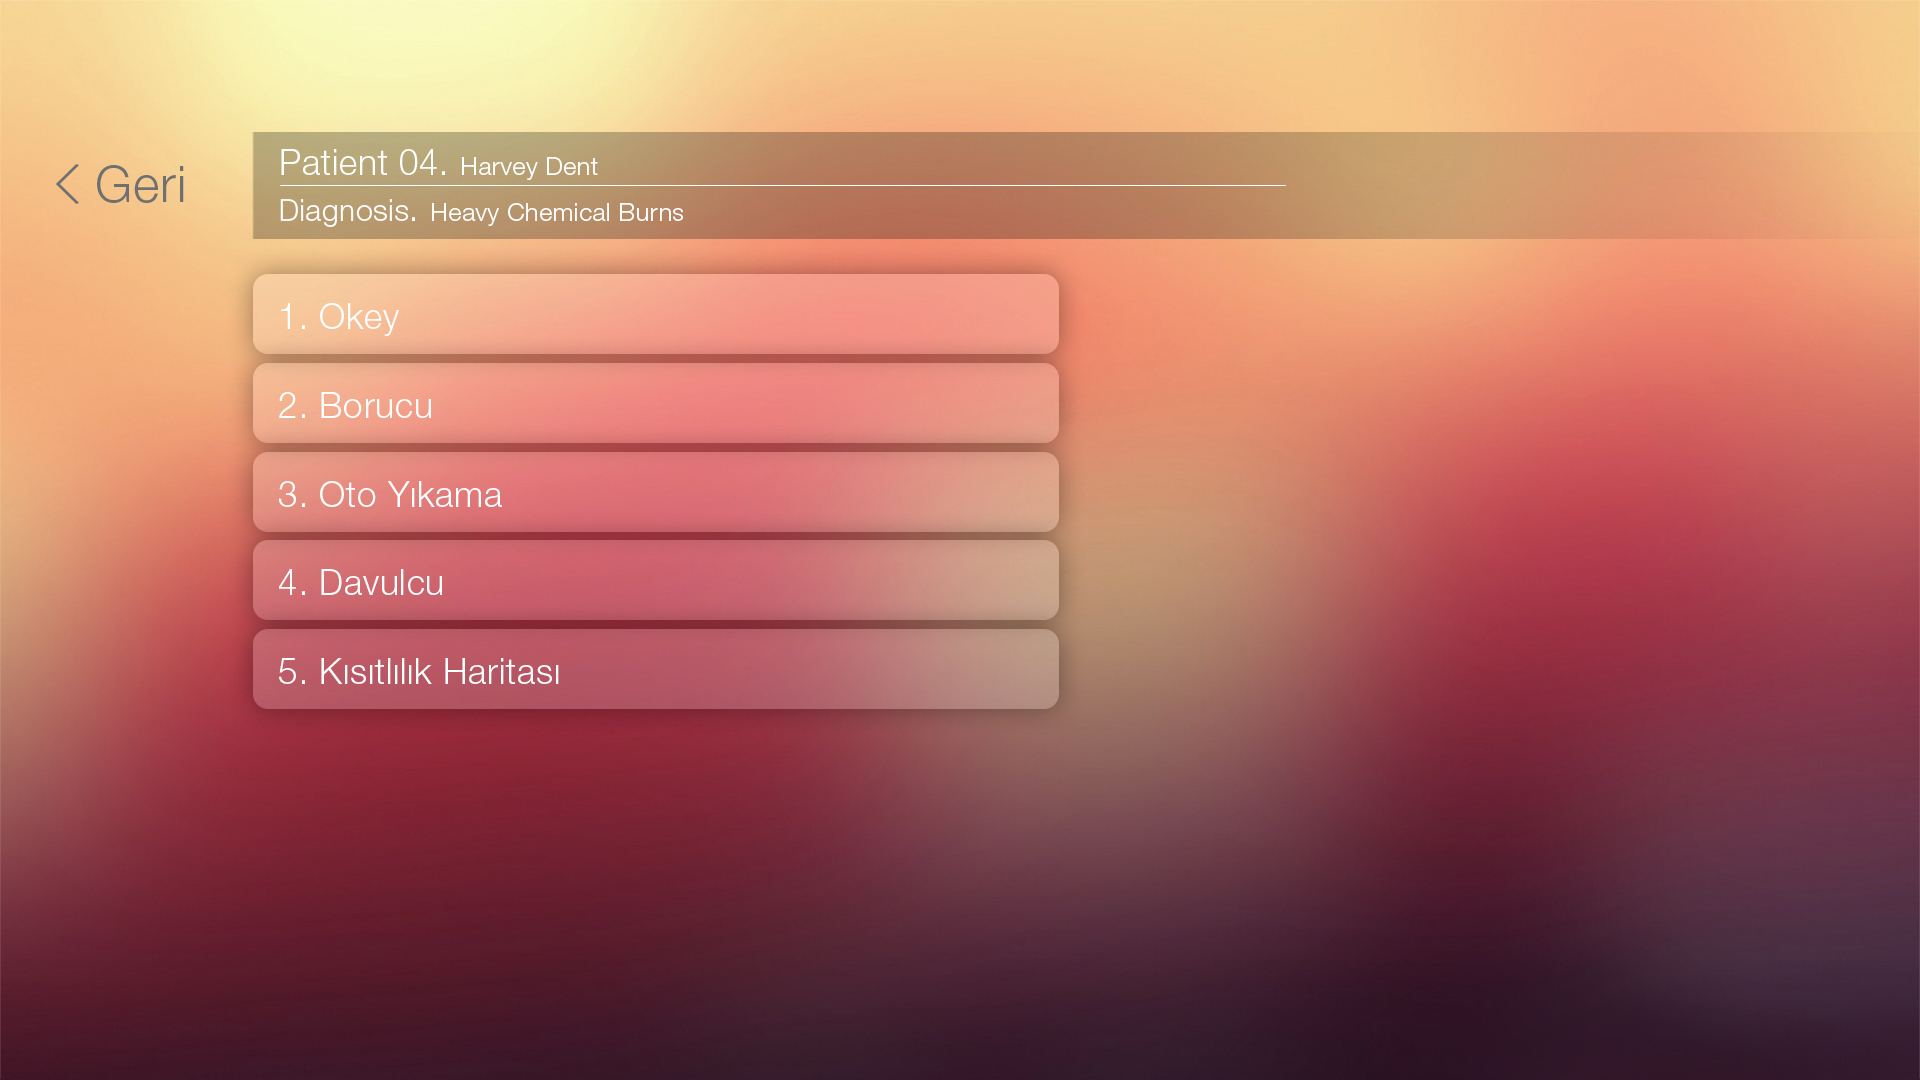 Geri
Patient 04. Harvey Dent
Diagnosis. Heavy Chemical Burns
1. Okey
2. Borucu
3. Oto Yıkama
4. Davulcu
5. Kısıtlılık Haritası